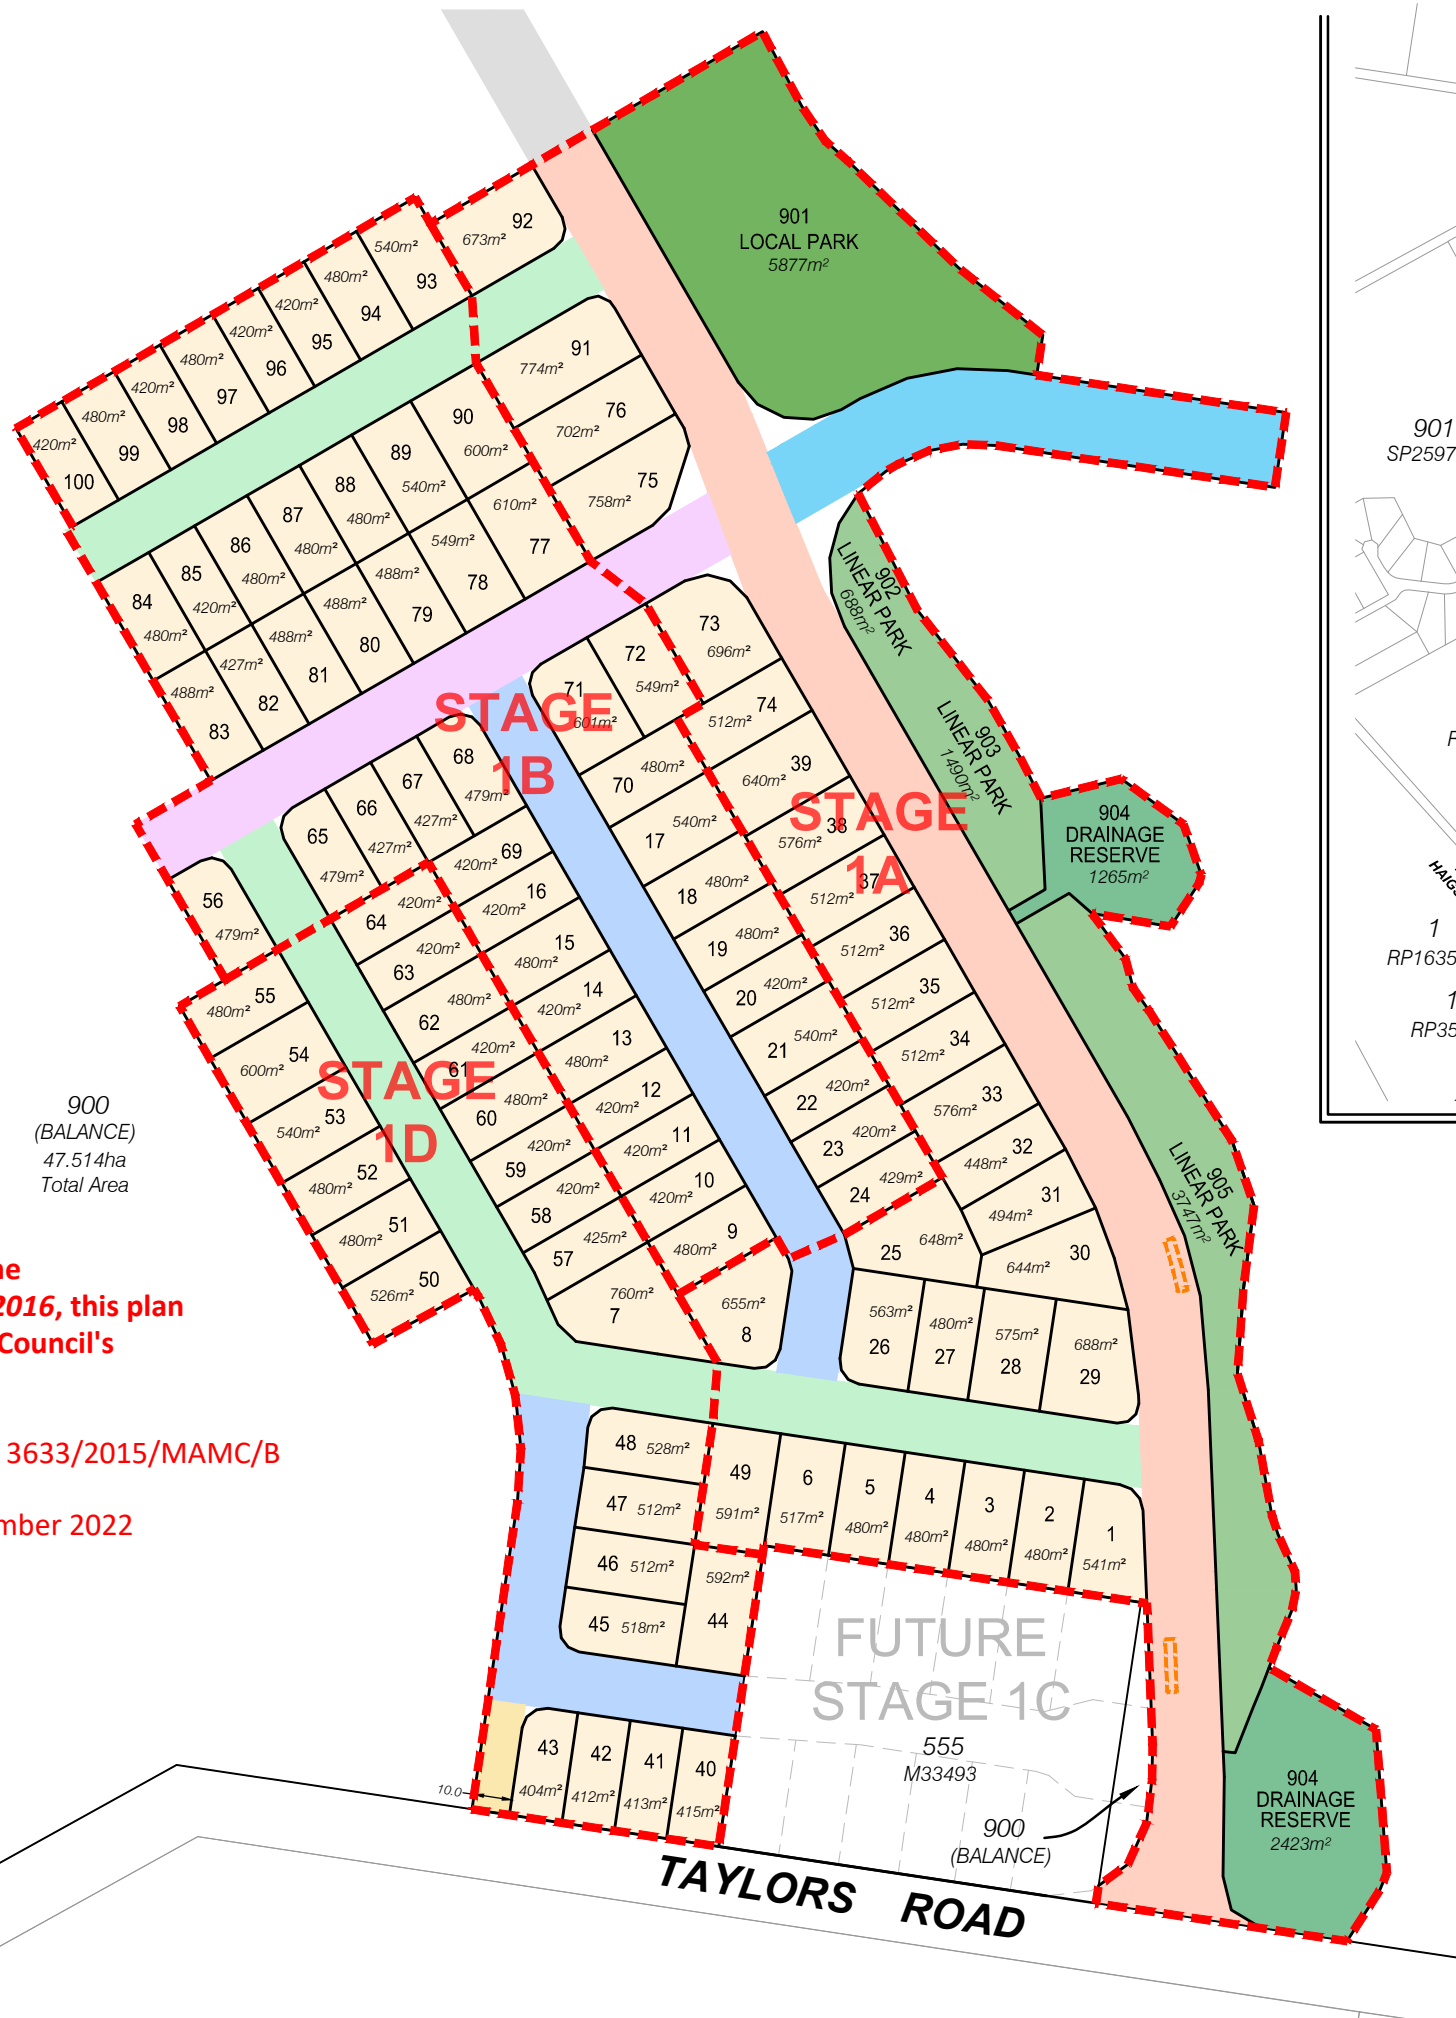 901
LOCAL PARK
5877m²
92
673m²
540m²
93
480m²
94
420m²
95
420m²
96
480m²
97
420m²
98
480m²
99
420m²
100
91
774m²
76
702m²
75
758m²
90
600m²
89
540m²
88
480m²
87
480m²
86
480m²
85
420m²
84
480m²
610m²
77
549m²
78
488m²
79
488m²
80
488m²
81
427m²
82
488m²
83
73
696m²
72
549m²
71
601m²
74
512m²
STAGE
1B
480m²
70
39
640m²
540m²
17
STAGE
1A
38
576m²
480m²
18
37
512m²
480m²
19
36
512m²
420m²
20
35
512m²
540m²
21
34
512m²
420m²
22
33
576m²
420m²
23
32
448m²
429m²
24
31
494m²
648m²
25
30
644m²
68
479m²
67
427m²
66
427m²
65
479m²
69
420m²
16
420m²
15
480m²
14
420m²
13
480m²
12
420m²
11
420m²
10
420m²
9
480m²
655m²
8
56
479m²
420m²
64
420m²
63
480m²
62
420m²
61
480m²
60
420m²
59
420m²
58
425m²
57
760m²
7
STAGE
1D
55
480m²
54
600m²
53
540m²
52
480m²
51
480m²
50
526m²
563m²
26
480m²
27
575m²
28
688m²
29
48 528m²
47 512m²
46 512m²
45 518m²
592m²
44
49
591m²
6
517m²
5
480m²
4
480m²
3
480m²
2
480m²
1
541m²
43
404m²
42
412m²
41
413m²
40
415m²
10.0
902
LINEAR PARK
688m²
903
LINEAR PARK
1490m²
904
DRAINAGE
RESERVE
1265m²
905
LINEAR PARK
3747m²
904
DRAINAGE
RESERVE
2423m²
FUTURE
STAGE 1C
555
M33493
900
(BALANCE)
TAYLORS ROAD
900
(BALANCE)
47.514ha
Total Area
2016, this plan
Council's
3633/2015/MAMC/B
2022
901
SP2597
1
RP1635
1
RP35